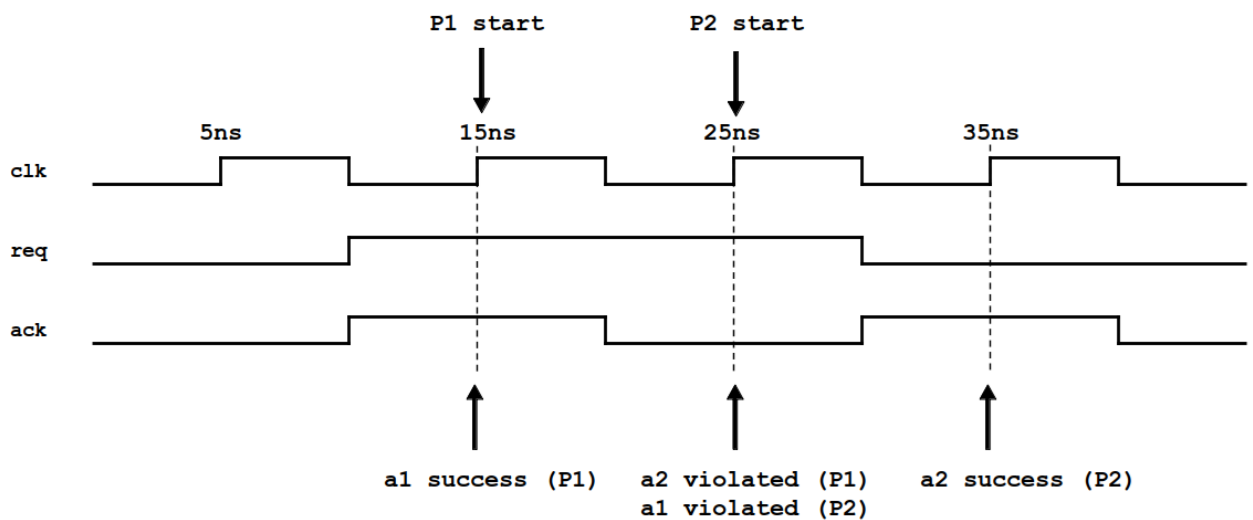 P1 start P2 start
5ns 15ns 25ns 35ns
clk
req
ack
a1 success (P1) a2 violated (P1) a2 success (P2)
a1 violated (P2)